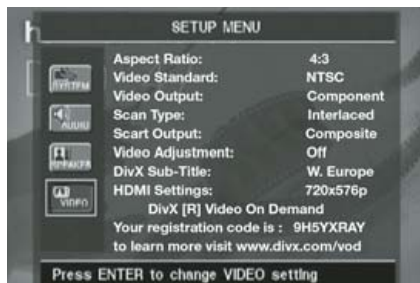 h
SETUP MENU
Aspect Ratio: 4:3
SYSTEM
Video Standard: NTSC
Video Output: Component
AUDIO
Scan Type: Interlaced
Scart Output: Composite
SPEAKER
Video Adjustment: Off
DivX Sub-Title: W. Europe
VIDEO
HDMI Settings: 720x576p
DivX [R] Video On Demand
Your registration code is : 9H5YXRAY
to learn more visit www.divx.com/vod
Press ENTER to change VIDEO setting